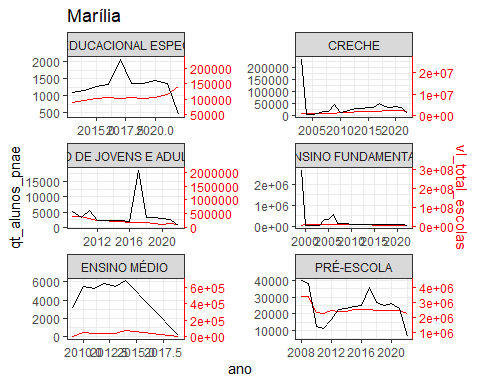 Marília
DUCACIONAL ESPEC
CRECHE
2000
1500
1000
500
200000
150000
100000
50000
2015.0 2017.5 2020.0
200000
150000
100000
50000
0
2e+07
1e+07
0e+00
2005 2010 2015 2020
O DE JOVENS E ADUL
NSINO FUNDAMENTA
15000
10000
5000
0
2000000
1500000
1000000
500000
0
2012 2016 2020
2e+06
1e+06
0e+00
3e+08
2e+08
1e+08
0e+00
2000 2005 2010 2015 2020
ENSINO MÉDIO
PRÉ-ESCOLA
6000
4000
2000
0
6e+05
4e+05
2e+05
0e+00
2010.0 2012.5 2015.0 2017.5
40000
30000
20000
10000
4e+06
3e+06
2e+06
1e+06
2008 2012 2016 2020
qt_alunos_pnae
vl_total_escolas
ano